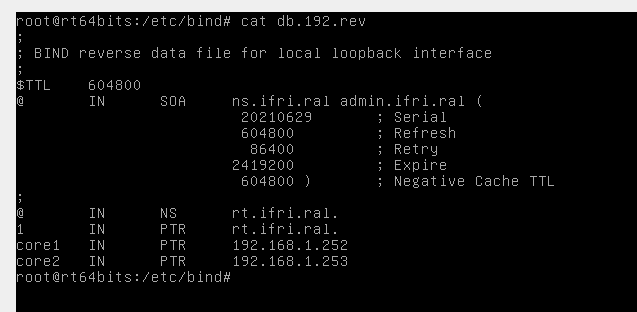 root@rt64bits:/etc/bind# cat db.192.rev
;
; BIND reverse data file for local loopback interface
;
$TTL    604800
@       IN      SOA     ns.ifri.ral admin.ifri.ral (
                         20210629       ; Serial
                         604800         ; Refresh
                          86400         ; Retry
                        2419200         ; Expire
                         604800 )       ; Negative Cache TTL
;
@       IN      NS      rt.ifri.ral.
1       IN      PTR     rt.ifri.ral.
core1   IN      PTR     192.168.1.252
core2   IN      PTR     192.168.1.253
root@rt64bits:/etc/bind#